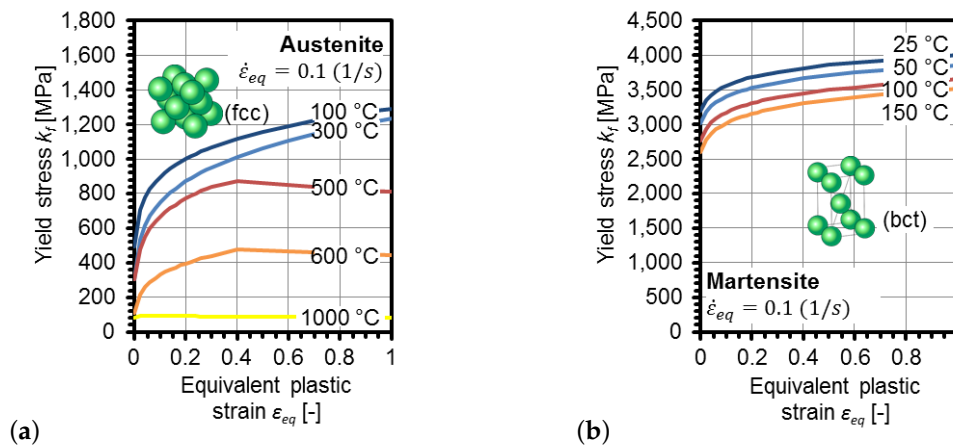 1,800
1,600
1,400
1,200
1,000
800
600
400
200
0
Yield stress kf [MPa]
Austenite
ε̇eq = 0.1 (1/s)
(fcc)
100 °C
300 °C
500 °C
600 °C
1000 °C
0 0.2 0.4 0.6 0.8 1
Equivalent plastic
strain εeq [-]
(a)
4,500
4,000
3,500
3,000
2,500
2,000
1,500
1,000
500
0
Yield stress kf [MPa]
25 °C
50 °C
100 °C
150 °C
(bct)
Martensite
ε̇eq = 0.1 (1/s)
0 0.2 0.4 0.6 0.8 1
Equivalent plastic
strain εeq [-]
(b)